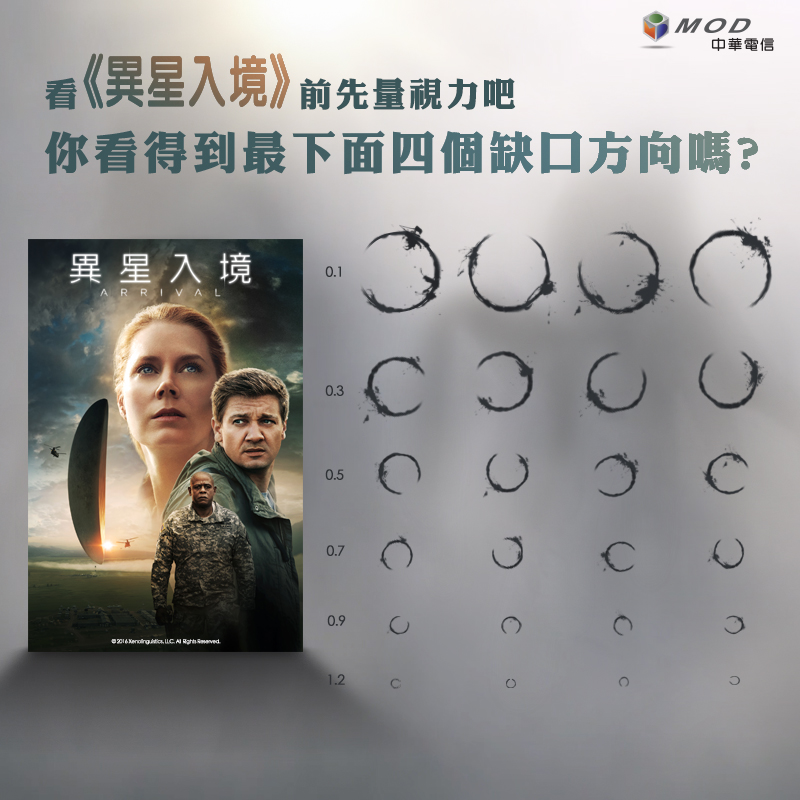 MOD
中華電信
看《異星入境》前先量視力吧
你看得到最下面四個缺口方向嗎?
異星入境
ARRIVAL
© 2016 Xenolinguistics, LLC. All Rights Reserved.
0.1
0.3
0.5
0.7
0.9
1.2